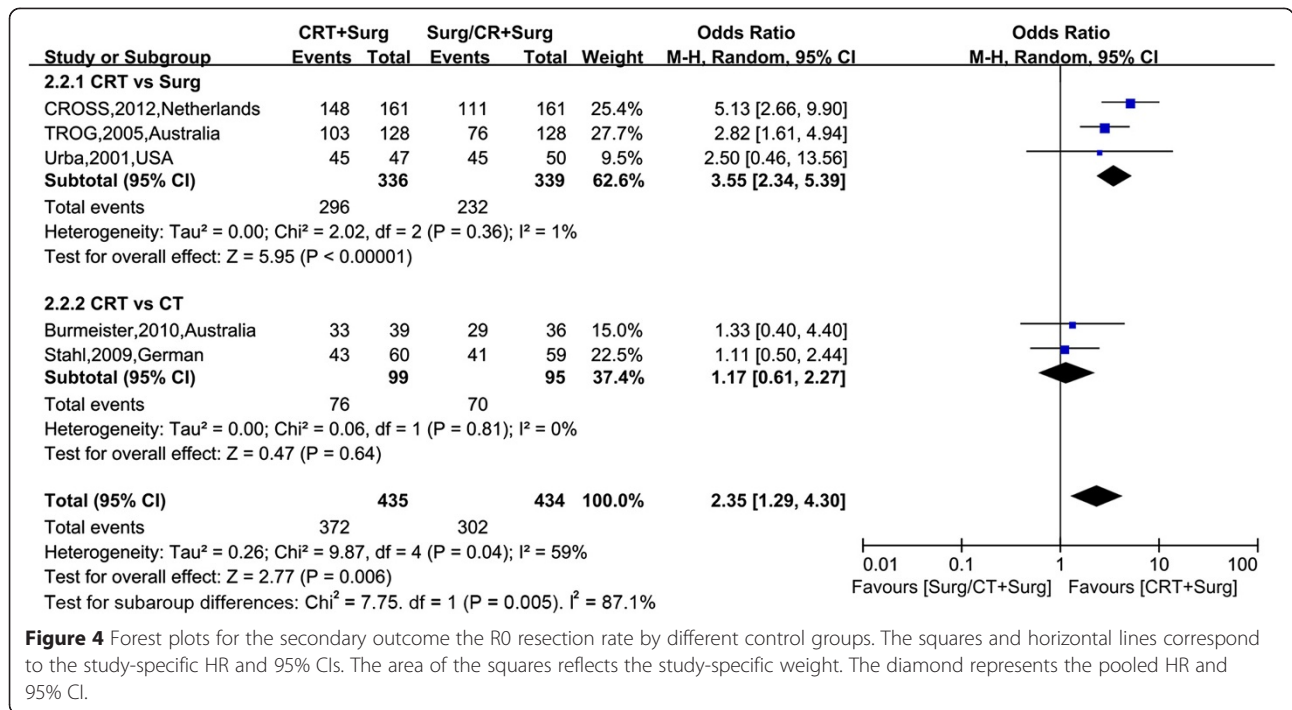 CRT+Surg Surg/CR+Surg Odds Ratio Odds Ratio
Study or Subgroup Events Total Events Total Weight M-H, Random, 95% CI M-H, Random, 95% CI
2.2.1 CRT vs Surg
CROSS,2012,Netherlands 148 161 111 161 25.4% 5.13 [2.66, 9.90]
TROG,2005,Australia 103 128 76 128 27.7% 2.82 [1.61, 4.94]
Urba,2001,USA 45 47 45 50 9.5% 2.50 [0.46, 13.56]
Subtotal (95% CI) 336 339 62.6% 3.55 [2.34, 5.39]
Total events 296 232
Heterogeneity: Tau² = 0.00; Chi² = 2.02, df = 2 (P = 0.36); I² = 1%
Test for overall effect: Z = 5.95 (P < 0.00001)
2.2.2 CRT vs CT
Burmeister,2010,Australia 33 39 29 36 15.0% 1.33 [0.40, 4.40]
Stahl,2009,German 43 60 41 59 22.5% 1.11 [0.50, 2.44]
Subtotal (95% CI) 99 95 37.4% 1.17 [0.61, 2.27]
Total events 76 70
Heterogeneity: Tau² = 0.00; Chi² = 0.06, df = 1 (P = 0.81); I² = 0%
Test for overall effect: Z = 0.47 (P = 0.64)
Total (95% CI) 435 434 100.0% 2.35 [1.29, 4.30]
Total events 372 302
Heterogeneity: Tau² = 0.26; Chi² = 9.87, df = 4 (P = 0.04); I² = 59%
Test for overall effect: Z = 2.77 (P = 0.006)
Test for subaroup differences: Chi² = 7.75. df = 1 (P = 0.005). I² = 87.1%
0.01 0.1 1 10 100
Favours [Surg/CT+Surg] Favours [CRT+Surg]
Figure 4 Forest plots for the secondary outcome the R0 resection rate by different control groups. The squares and horizontal lines correspond
to the study-specific HR and 95% CIs. The area of the squares reflects the study-specific weight. The diamond represents the pooled HR and
95% CI.